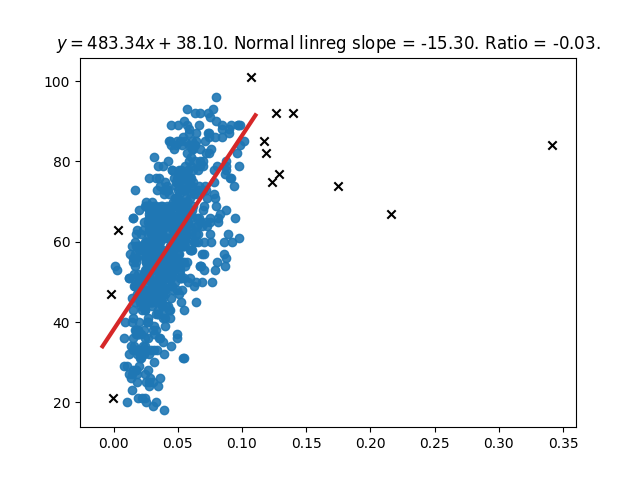 y = 483.34x + 38.10. Normal linreg slope = -15.30. Ratio = -0.03.
100
80
60
40
20
0.00 0.05 0.10 0.15 0.20 0.25 0.30 0.35